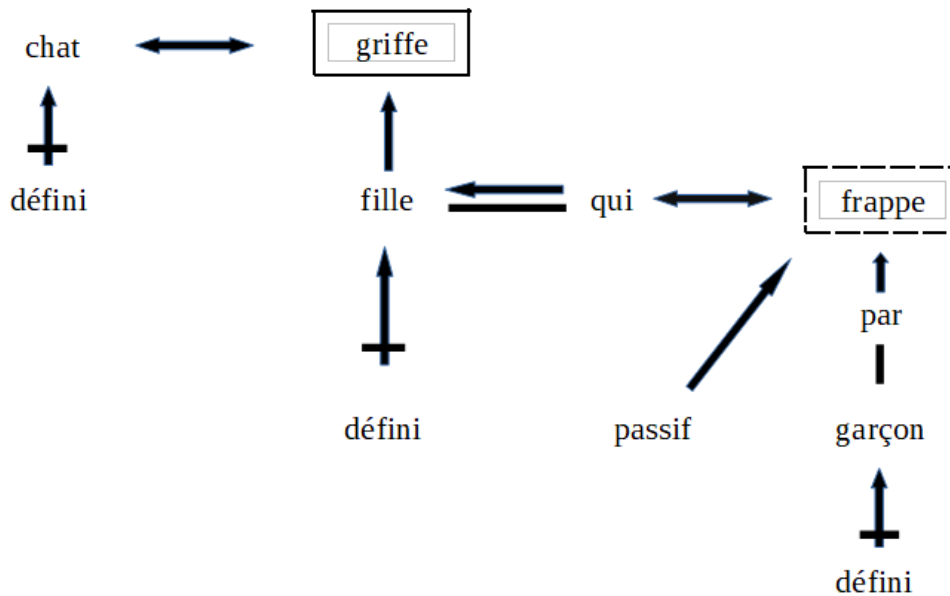 chat griffe
défini fille qui frappe
par
défini passif garçon
défini